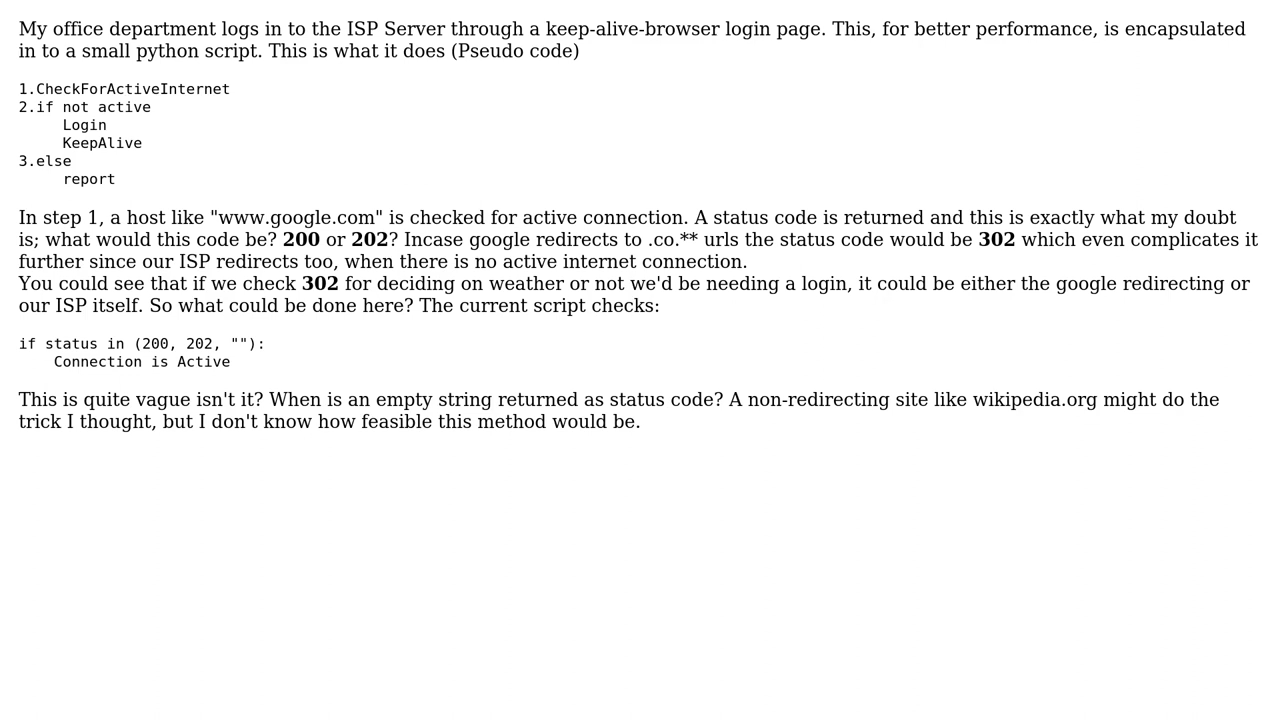 My office department logs in to the ISP Server through a keep-alive-browser login page. This, for better performance, is encapsulated
in to a small python script. This is what it does (Pseudo code)
1.CheckForActiveInternet
2.if not active
     Login
     KeepAlive
3.else
     report
In step 1, a host like "www.google.com" is checked for active connection. A status code is returned and this is exactly what my doubt
is; what would this code be? 200 or 202? Incase google redirects to .co.** urls the status code would be 302 which even complicates it
further since our ISP redirects too, when there is no active internet connection.
You could see that if we check 302 for deciding on weather or not we'd be needing a login, it could be either the google redirecting or
our ISP itself. So what could be done here? The current script checks:
if status in (200, 202, ""):
    Connection is Active
This is quite vague isn't it? When is an empty string returned as status code? A non-redirecting site like wikipedia.org might do the
trick I thought, but I don't know how feasible this method would be.